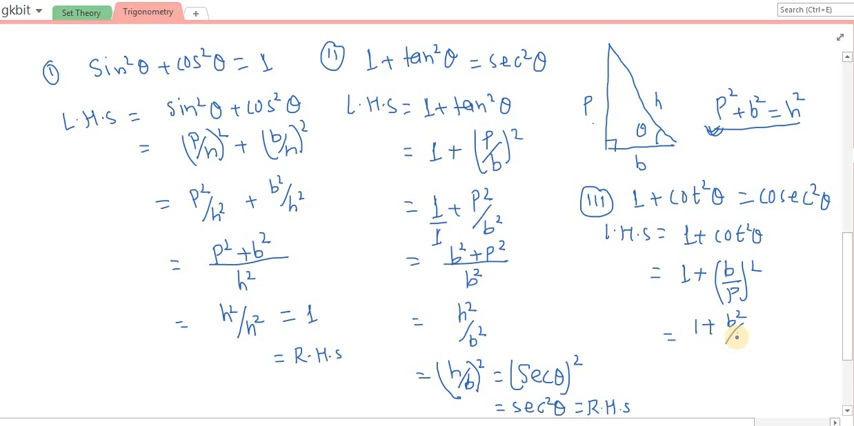 gkbit
Set Theory
Trigonometry
Search (Ctrl+E)
(I) Sin²θ + cos²θ = 1
L.H.S = sin²θ + cos²θ
= (P/h)² + (b/h)²
= P²/h² + b²/h²
= P²+b² / h²
= h²/h² = 1
= R.H.S
(II) 1 + tan²θ = sec²θ
L.H.S = 1 + tan²θ
= 1 + (P/b)²
= 1/1 + P²/b²
= b²+P² / b²
= h²/b²
= (h/b)² = (Secθ)²
= sec²θ = R.H.S
P
h
θ
b
P² + b² = h²
(III) 1 + cot²θ = cosec²θ
L.H.S = 1 + cot²θ
= 1 + (b/P)²
= 1 + b²/